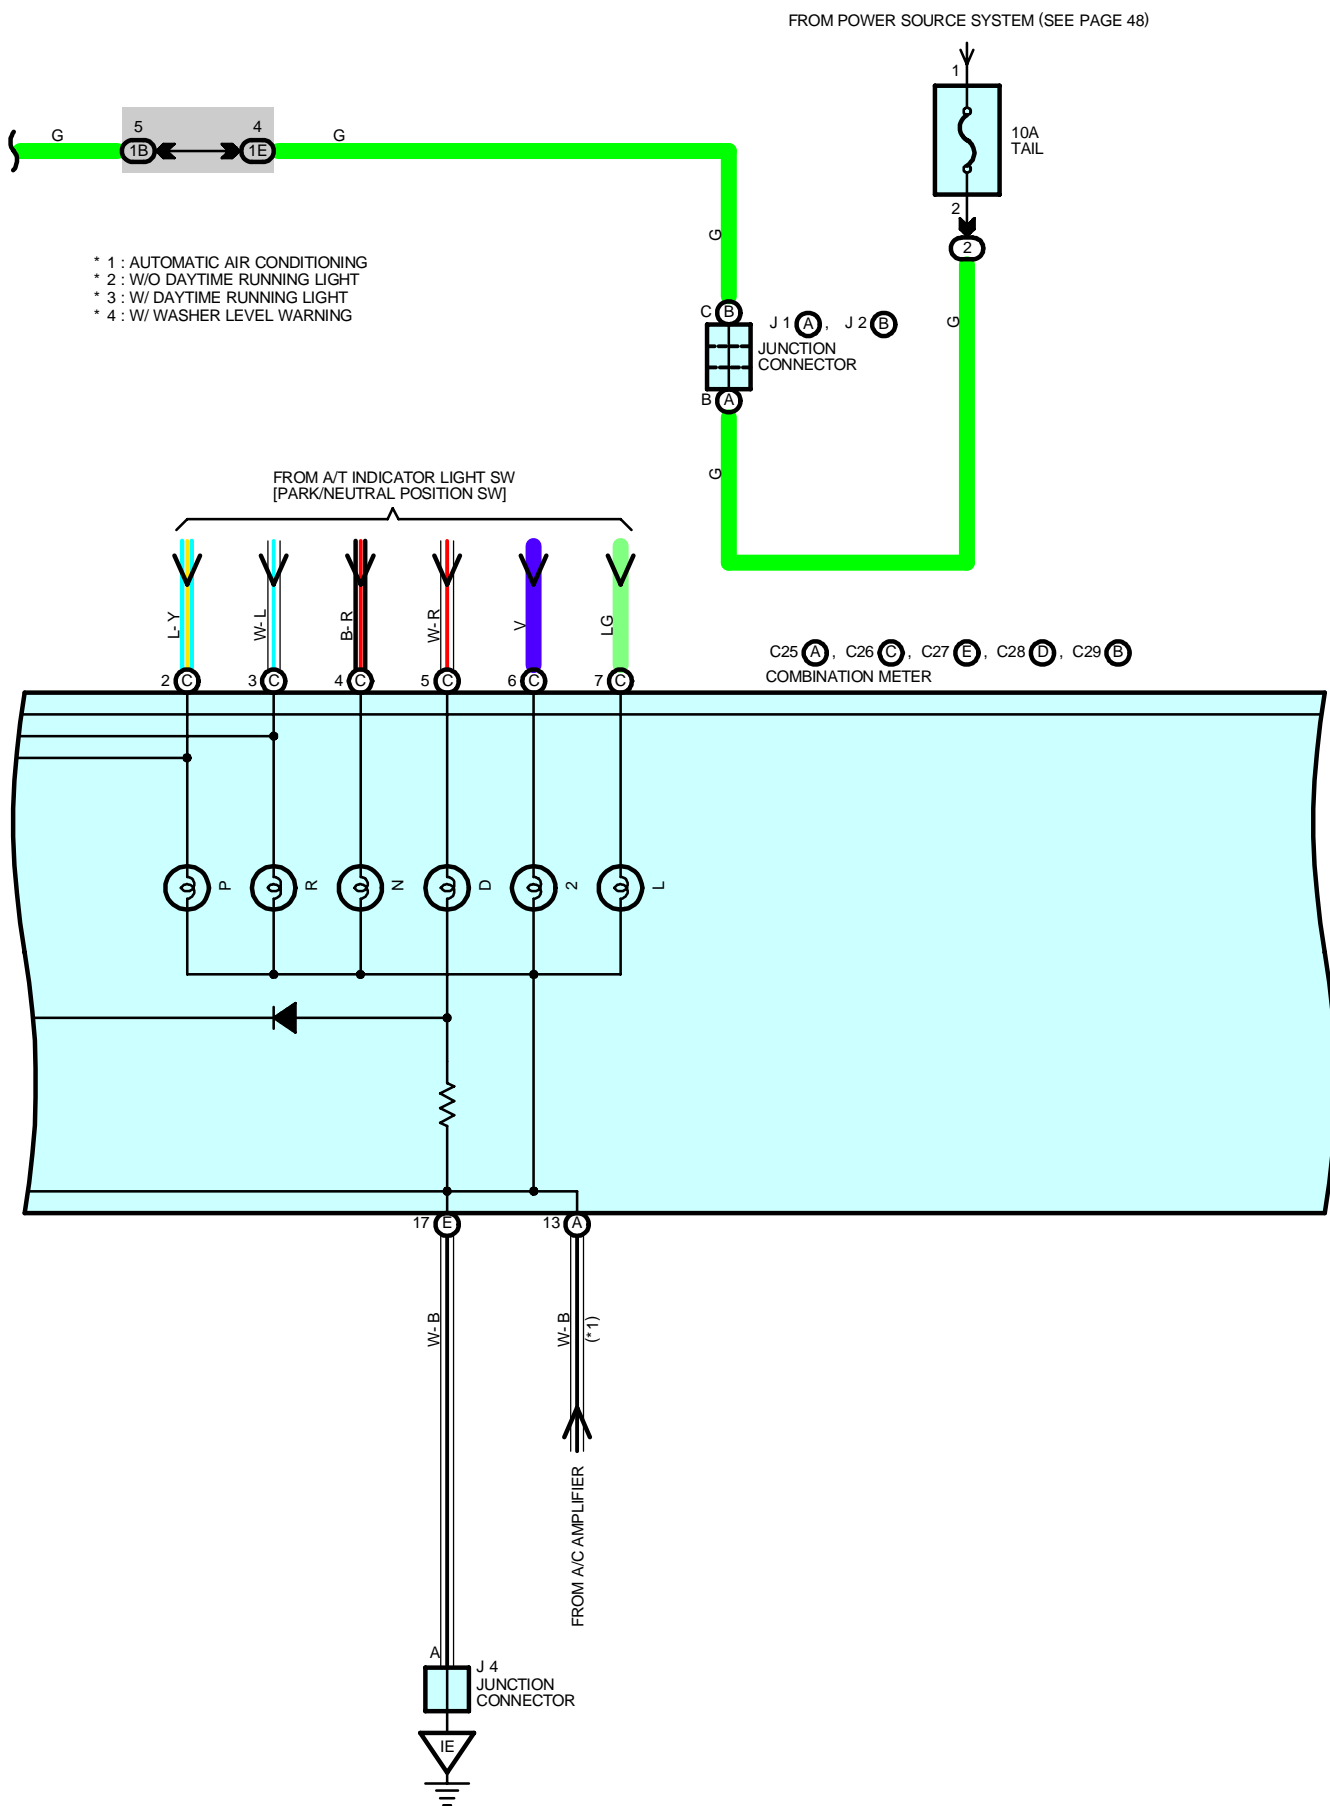 FROM POWER SOURCE SYSTEM (SEE PAGE 48)
1
10A
TAIL
2
2
G
5
1B
4
1E
G
* 1 : AUTOMATIC AIR CONDITIONING
* 2 : W/O DAYTIME RUNNING LIGHT
* 3 : W/ DAYTIME RUNNING LIGHT
* 4 : W/ WASHER LEVEL WARNING
G
C B
J 1 A , J 2 B
JUNCTION
CONNECTOR
B A
G
G
FROM A/T INDICATOR LIGHT SW
[PARK/NEUTRAL POSITION SW]
L- Y
W- L
B- R
W- R
V
LG
2 C
3 C
4 C
5 C
6 C
7 C
C25 A , C26 C , C27 E , C28 D , C29 B
COMBINATION METER
P
R
N
D
2
L
17 E
13 A
W- B
W- B
(* 1)
FROM A/C AMPLIFIER
A
J 4
JUNCTION
CONNECTOR
IE